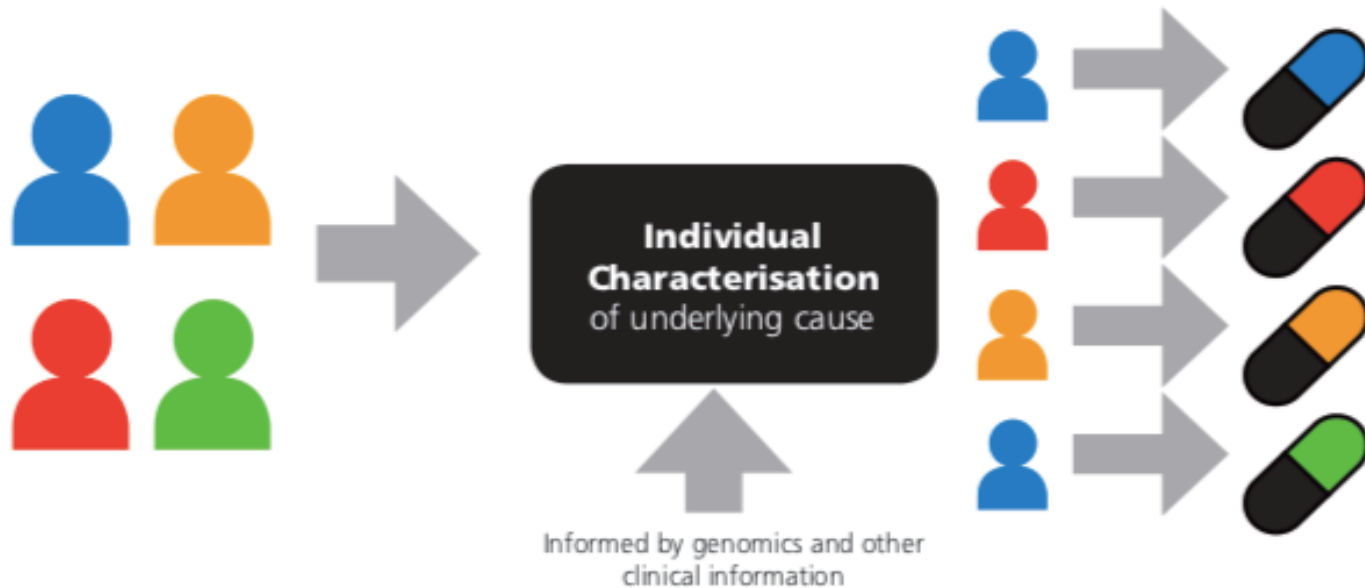 Individual
Characterisation
of underlying cause
Informed by genomics and other
clinical information